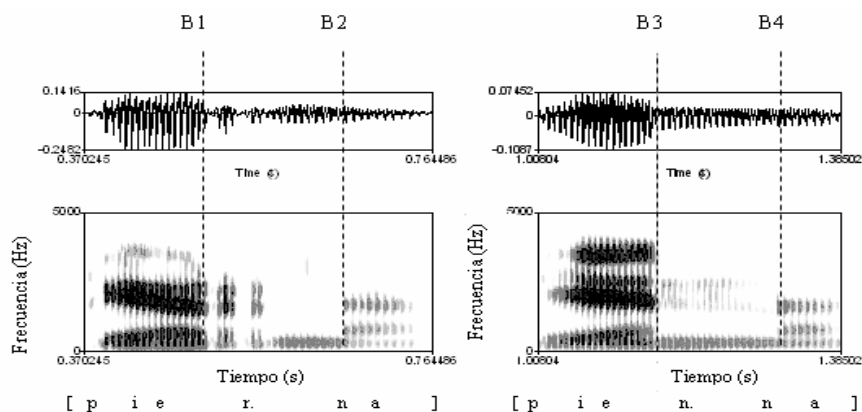 B1 B2 B3 B4
0.1416
0
-0.2482
0.370245 0.764486
Time (s)
5000
Frecuencia (Hz)
0
0.370245 0.764486
Tiempo (s)
[ p i e r. n a ]
0.07452
0
-0.1087
1.00804 1.38502
Time (s)
5000
Frecuencia (Hz)
0
1.00804 1.38502
Tiempo (s)
[ p i e n. n a ]